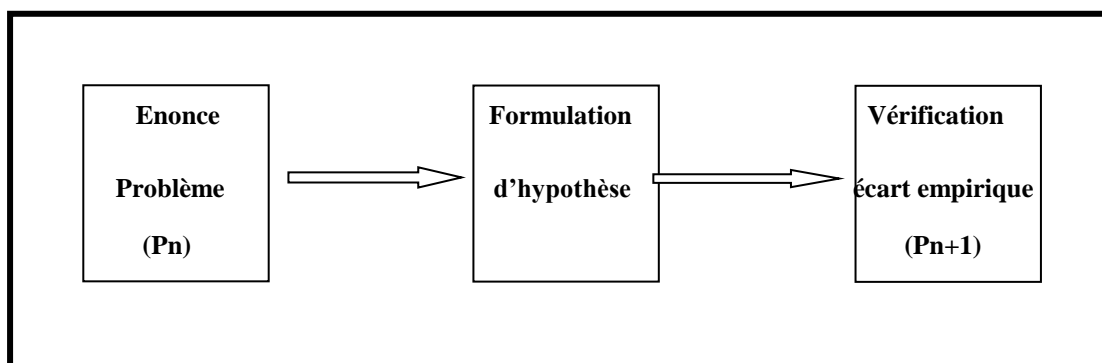 Enonce
Problème
(Pn)
Formulation
d’hypothèse
Vérification
écart empirique
(Pn+1)